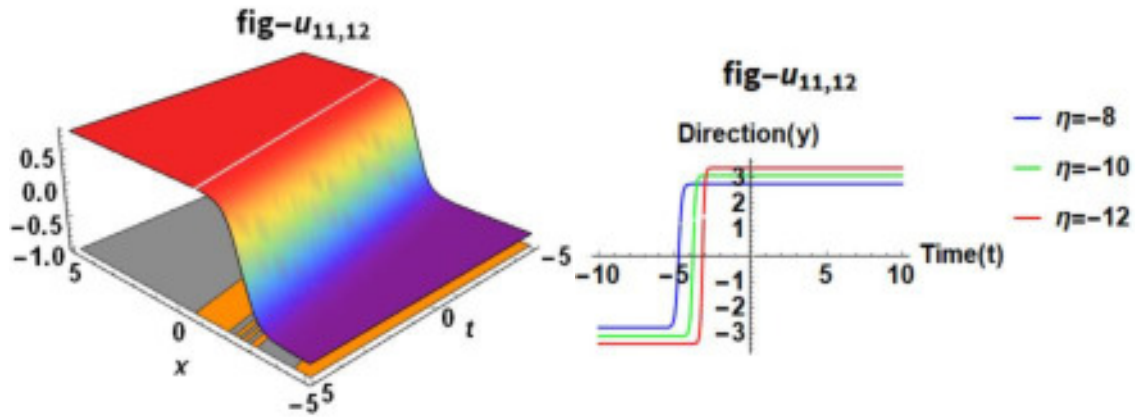 fig–u11,12
0.5
0.0
−0.5
−1.0
5
0
x
−5
5
0
t
−5
fig–u11,12
Direction(y)
3
2
1
−10
−5
5
10
Time(t)
−1
−2
−3
η=−8
η=−10
η=−12